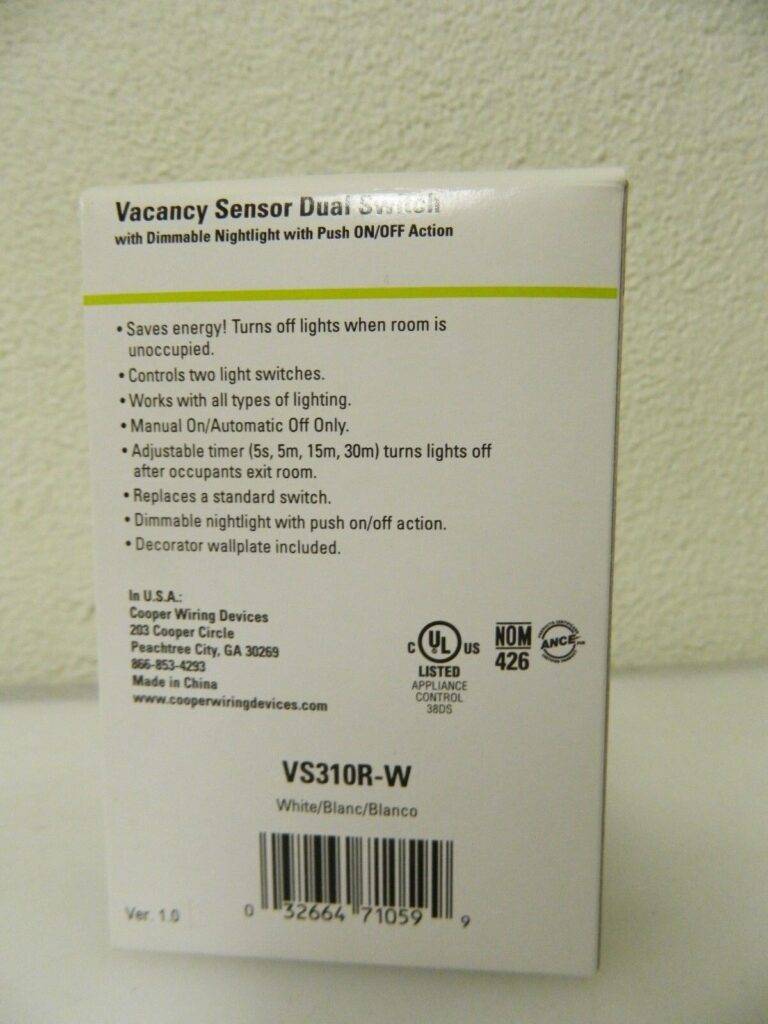 Vacancy Sensor Dual Switch
with Dimmable Nightlight with Push ON/OFF Action
• Saves energy! Turns off lights when room is
unoccupied.
• Controls two light switches.
• Works with all types of lighting.
• Manual On/Automatic Off Only.
• Adjustable timer (5s, 5m, 15m, 30m) turns lights off
after occupants exit room.
• Replaces a standard switch.
• Dimmable nightlight with push on/off action.
• Decorator wallplate included.
In U.S.A.:
Cooper Wiring Devices
203 Cooper Circle
Peachtree City, GA 30269
866-853-4293
Made in China
www.cooperwiringdevices.com
C UL US
LISTED
APPLIANCE
CONTROL
38DS
NOM
426
ANCE
VS310R-W
White/Blanc/Blanco
Ver. 1.0
0 32664 71059 9